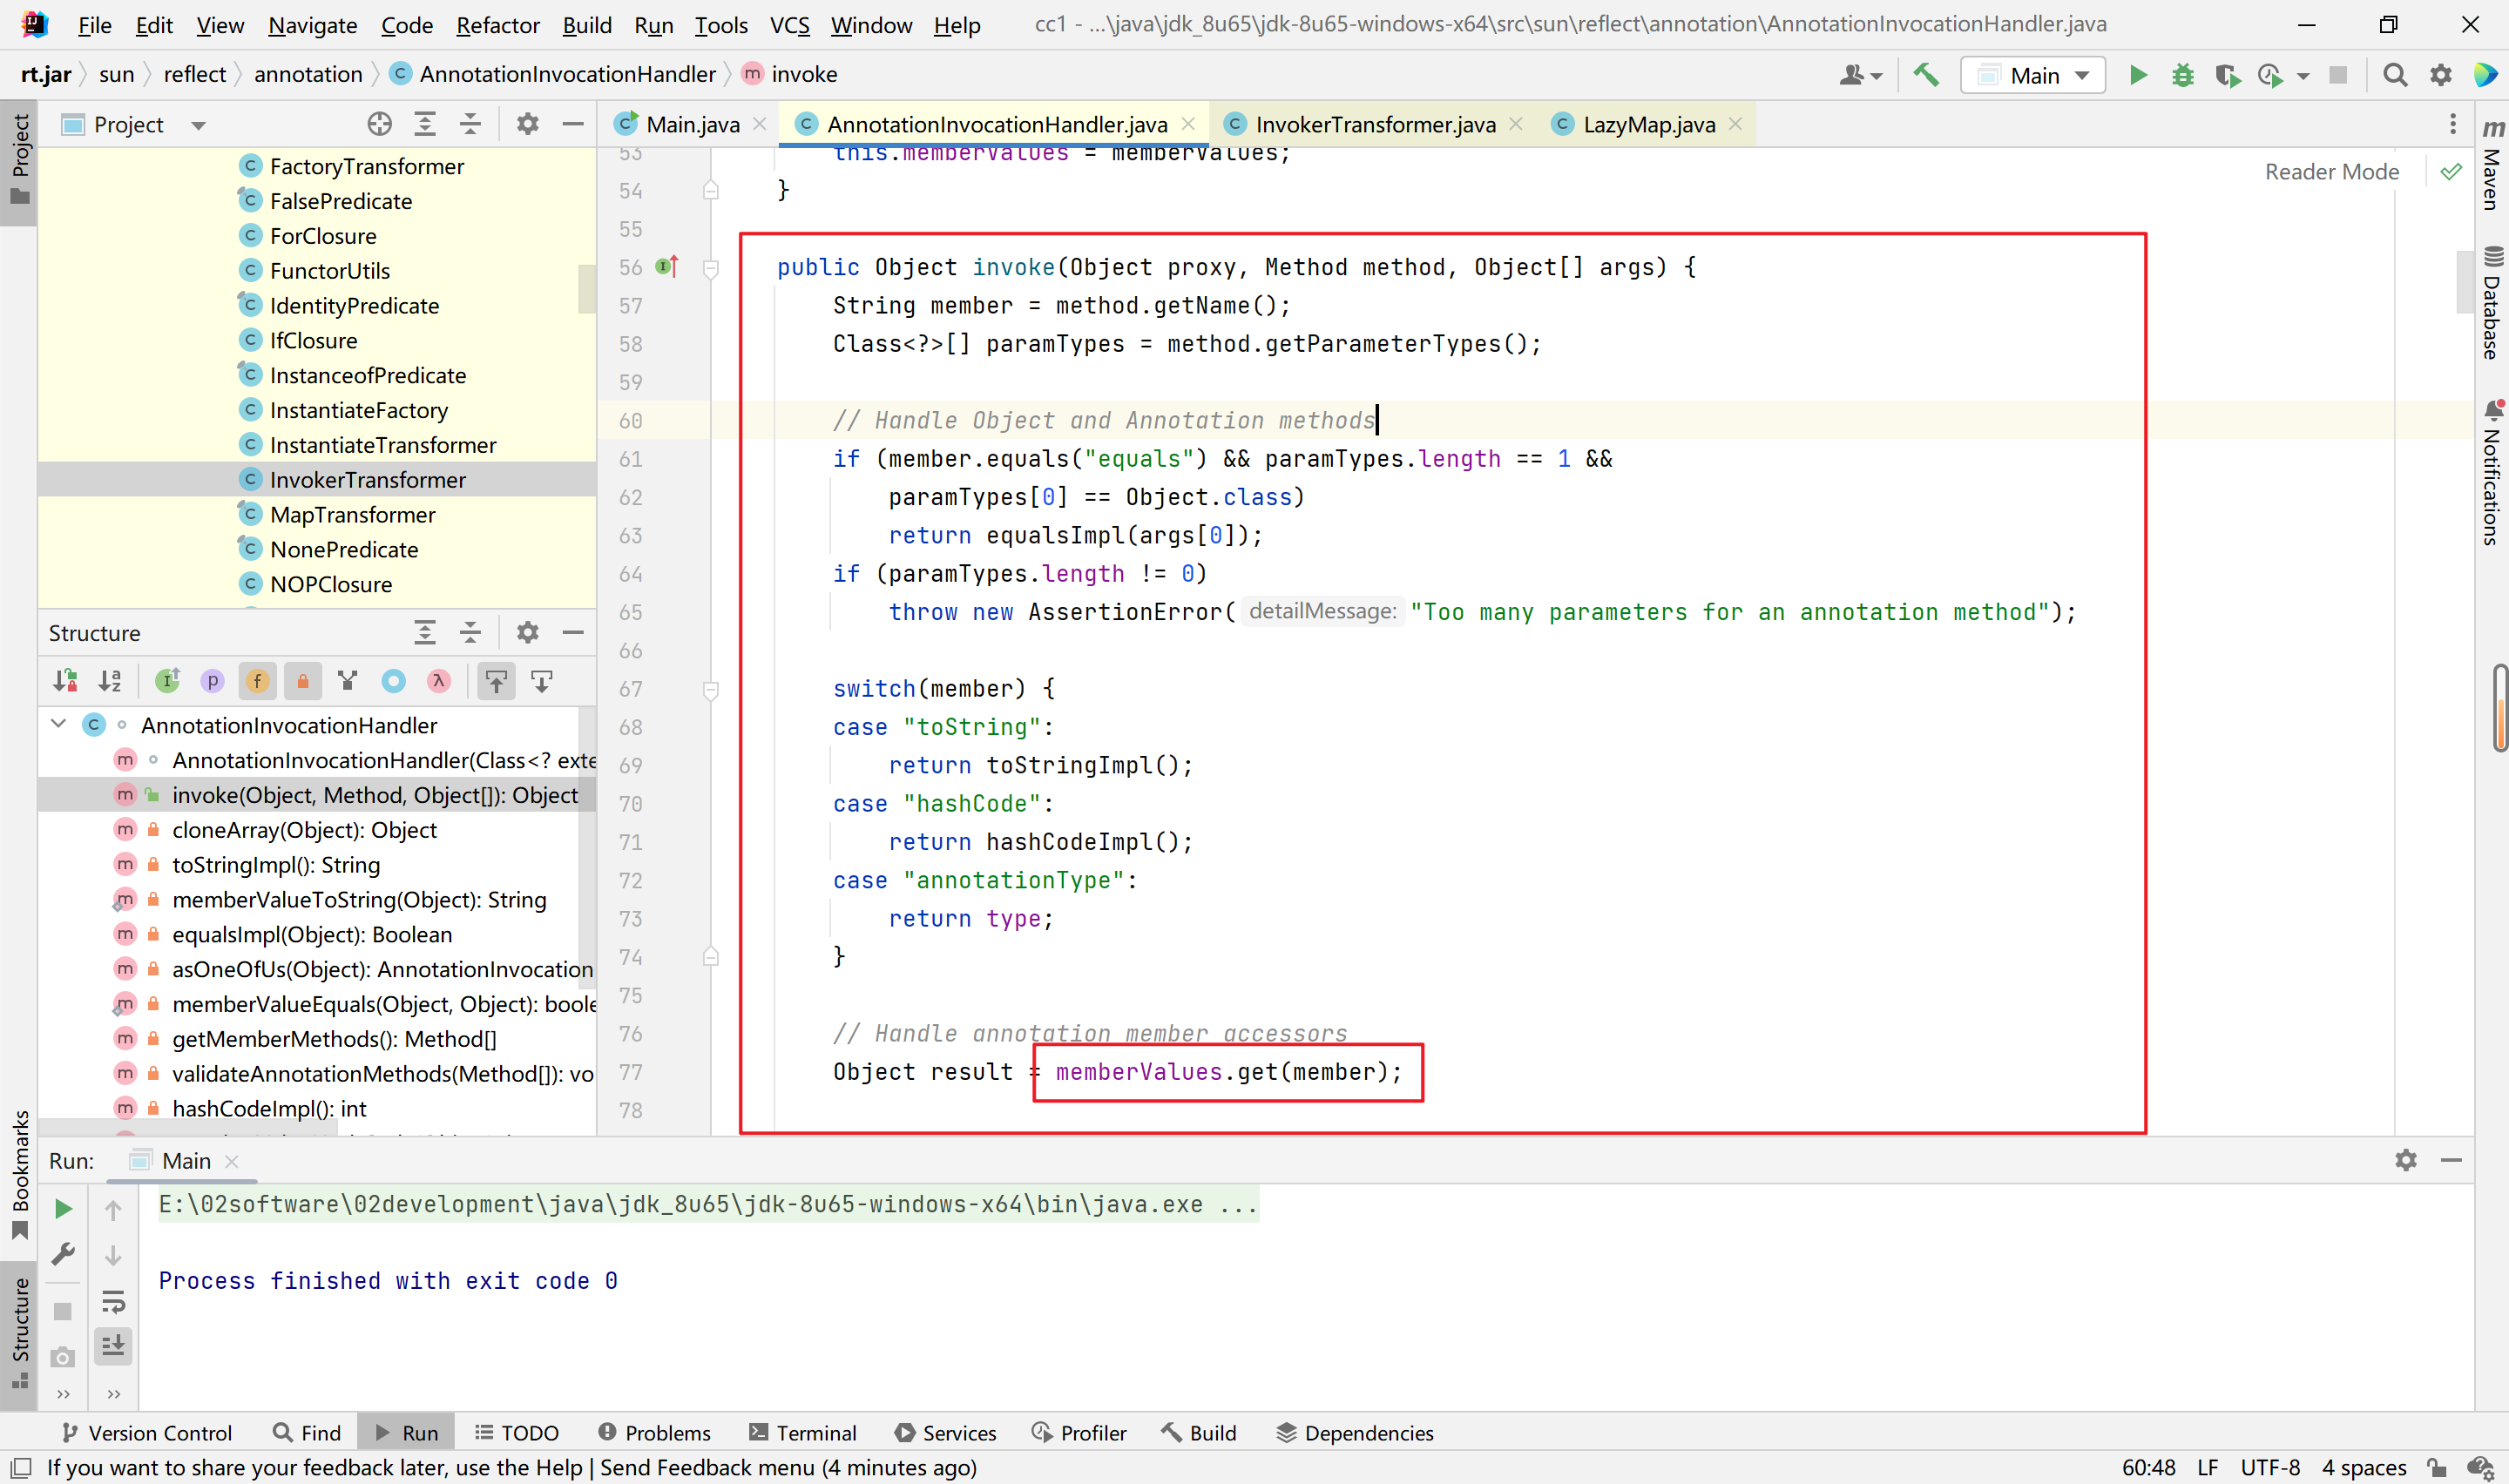 File Edit View Navigate Code Refactor Build Run Tools VCS Window Help cc1 - ...\java\jdk_8u65\jdk-8u65-windows-x64\src\sun\reflect\annotation\AnnotationInvocationHandler.java
rt.jar sun reflect annotation C AnnotationInvocationHandler m invoke Main
Project
Main.java AnnotationInvocationHandler.java InvokerTransformer.java LazyMap.java
Reader Mode
FactoryTransformer
FalsePredicate
ForClosure
FunctorUtils
IdentityPredicate
IfClosure
InstanceofPredicate
InstantiateFactory
InstantiateTransformer
InvokerTransformer
MapTransformer
NonePredicate
NOPClosure
Structure
AnnotationInvocationHandler
AnnotationInvocationHandler(Class<? exte
invoke(Object, Method, Object[]): Object
cloneArray(Object): Object
toStringImpl(): String
memberValueToString(Object): String
equalsImpl(Object): Boolean
asOneOfUs(Object): AnnotationInvocation
memberValueEquals(Object, Object): boole
getMemberMethods(): Method[]
validateAnnotationMethods(Method[]): vo
hashCodeImpl(): int
53 this.memberValues = memberValues;
54 }
55
56 public Object invoke(Object proxy, Method method, Object[] args) {
57 String member = method.getName();
58 Class<?>[] paramTypes = method.getParameterTypes();
59
60 // Handle Object and Annotation methods
61 if (member.equals("equals") && paramTypes.length == 1 &&
62 paramTypes[0] == Object.class)
63 return equalsImpl(args[0]);
64 if (paramTypes.length != 0)
65 throw new AssertionError( detailMessage: "Too many parameters for an annotation method");
66
67 switch(member) {
68 case "toString":
69 return toStringImpl();
70 case "hashCode":
71 return hashCodeImpl();
72 case "annotationType":
73 return type;
74 }
75
76 // Handle annotation member accessors
77 Object result = memberValues.get(member);
78
Project
Bookmarks
Structure
Maven
Database
Notifications
Run: Main
E:\02software\02development\java\jdk_8u65\jdk-8u65-windows-x64\bin\java.exe ...
Process finished with exit code 0
Version Control Find Run TODO Problems Terminal Services Profiler Build Dependencies
If you want to share your feedback later, use the Help | Send Feedback menu (4 minutes ago) 60:48 LF UTF-8 4 spaces